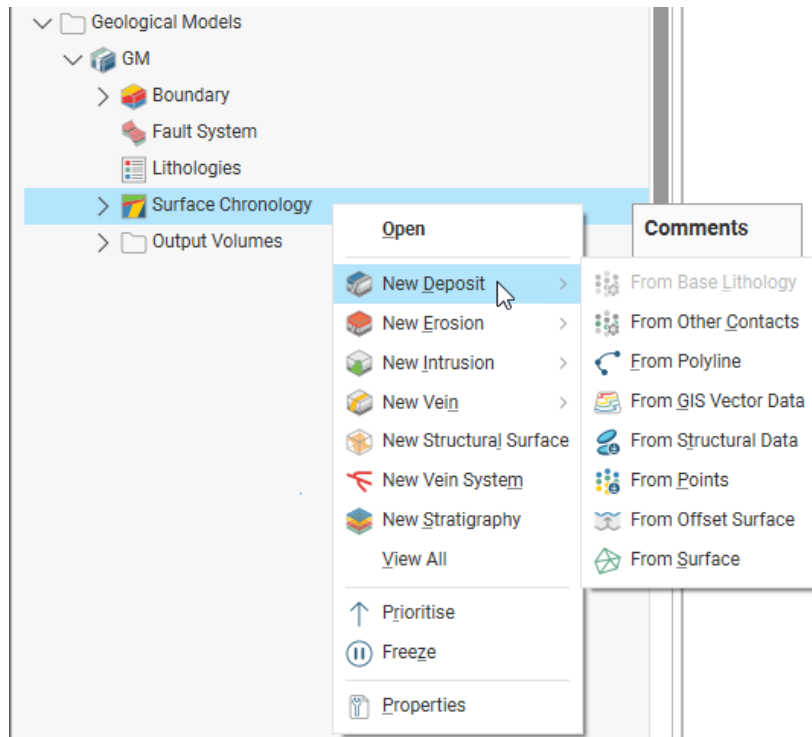 Geological Models
GM
Boundary
Fault System
Lithologies
Surface Chronology
Output Volumes
Open
New Deposit
New Erosion
New Intrusion
New Vein
New Structural Surface
New Vein System
New Stratigraphy
View All
Prioritise
Freeze
Properties
Comments
From Base Lithology
From Other Contacts
From Polyline
From GIS Vector Data
From Structural Data
From Points
From Offset Surface
From Surface